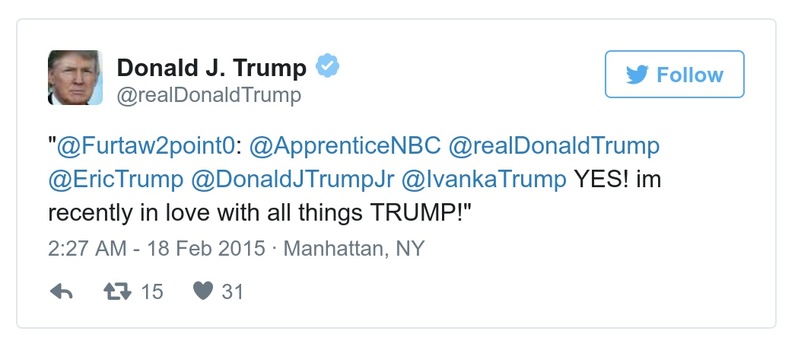 Donald J. Trump
@realDonaldTrump
Follow
"@Furtaw2point0: @ApprenticeNBC @realDonaldTrump
@EricTrump @DonaldJTrumpJr @IvankaTrump YES! im
recently in love with all things TRUMP!"
2:27 AM - 18 Feb 2015 · Manhattan, NY
15 31